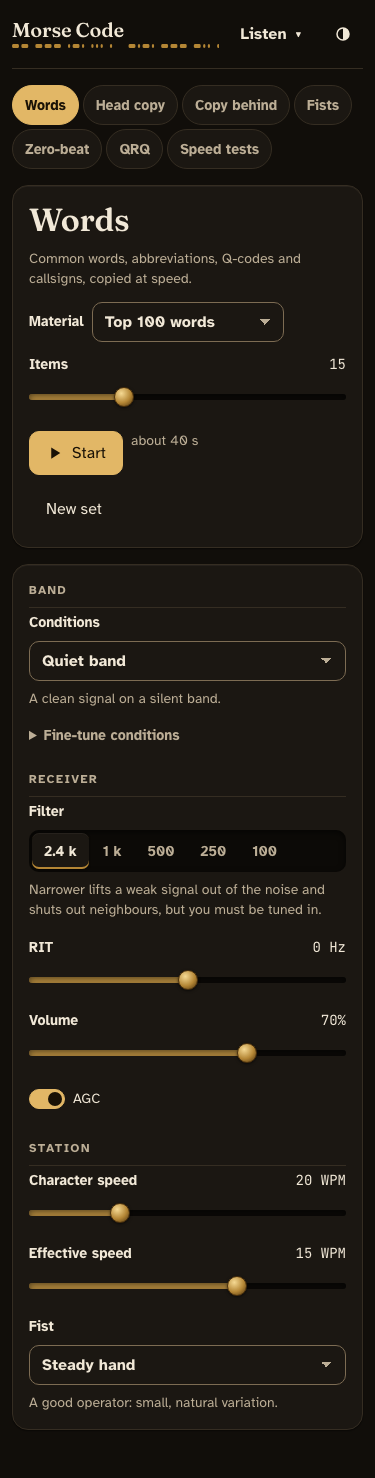 Morse Code
Listen ▾
Words Head copy Copy behind Fists
Zero-beat QRQ Speed tests
Words
Common words, abbreviations, Q-codes and
callsigns, copied at speed.
Material Top 100 words
Items 15
Start about 40 s
New set
BAND
Conditions
Quiet band
A clean signal on a silent band.
Fine-tune conditions
RECEIVER
Filter
2.4 k 1 k 500 250 100
Narrower lifts a weak signal out of the noise and
shuts out neighbours, but you must be tuned in.
RIT 0 Hz
Volume 70%
AGC
STATION
Character speed 20 WPM
Effective speed 15 WPM
Fist
Steady hand
A good operator: small, natural variation.